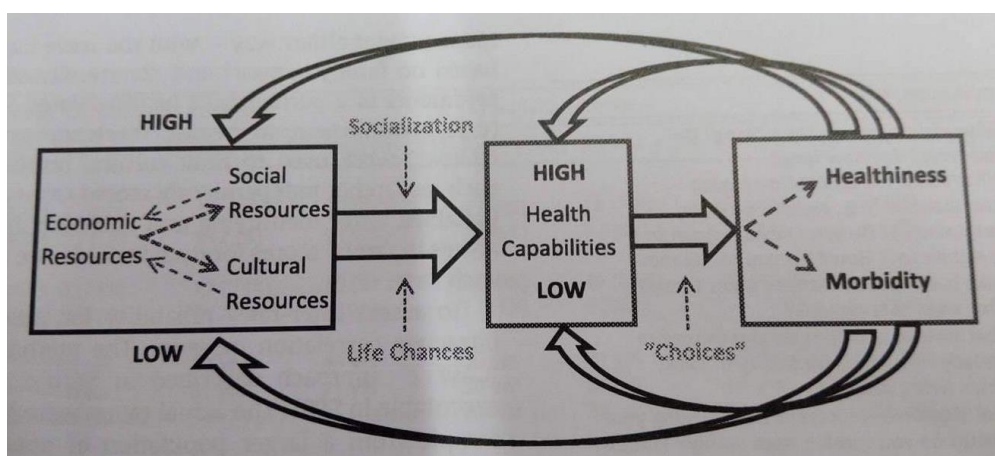 HIGH
Socialization
Social
Resources
Economic
Resources
Cultural
Resources
LOW
Life Chances
HIGH
Health
Capabilities
LOW
"Choices"
Healthiness
Morbidity